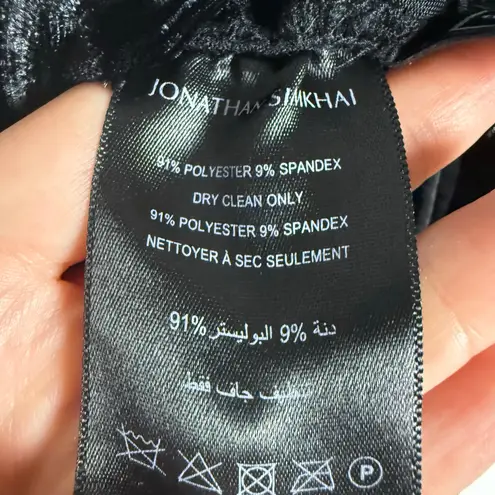 JONATHAN SIMKHAI
91% POLYESTER 9% SPANDEX
DRY CLEAN ONLY
91% POLYESTER 9% SPANDEX
NETTOYER À SEC SEULEMENT
91% البوليستر 9% دنة
تنظيف جاف فقط
P